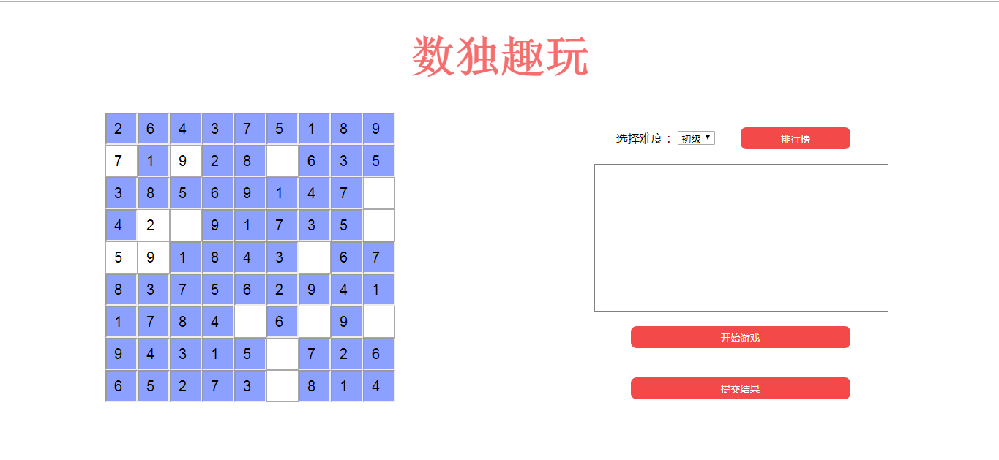 数独趣玩
2 6 4 3 7 5 1 8 9
7 1 9 2 8 6 3 5
3 8 5 6 9 1 4 7
4 2 9 1 7 3 5
5 9 1 8 4 3 6 7
8 3 7 5 6 2 9 4 1
1 7 8 4 6 9
9 4 3 1 5 7 2 6
6 5 2 7 3 8 1 4
选择难度： 初级 排行榜
开始游戏
提交结果